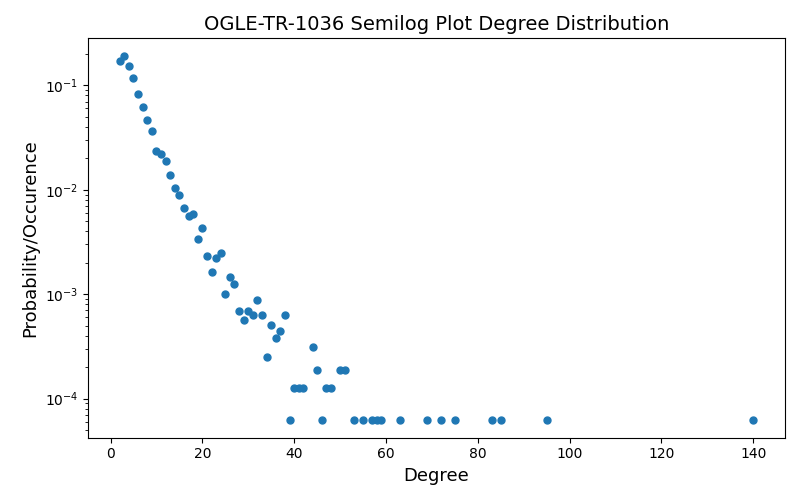 OGLE-TR-1036 Semilog Plot Degree Distribution
Probability/Occurence
10⁻¹
10⁻²
10⁻³
10⁻⁴
0 20 40 60 80 100 120 140
Degree